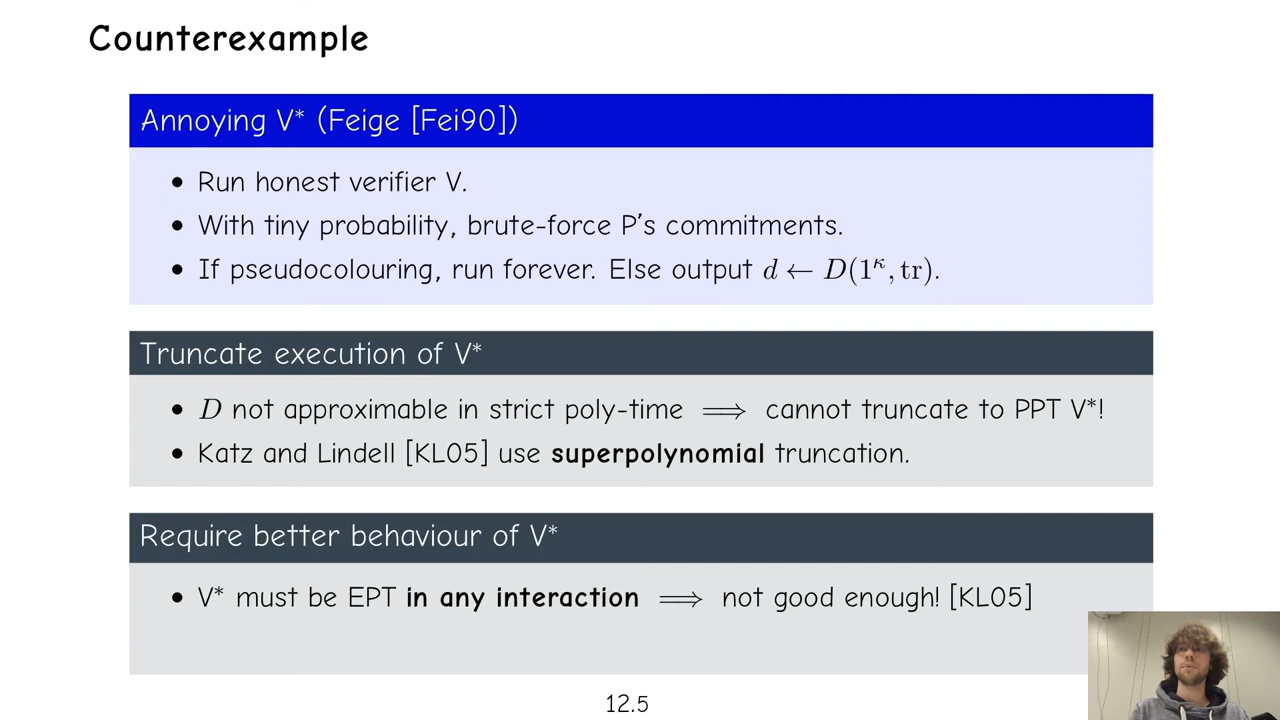 Counterexample
Annoying V* (Feige [Fei90])
• Run honest verifier V.
• With tiny probability, brute-force P's commitments.
• If pseudocolouring, run forever. Else output d ← D(1^κ, tr).
Truncate execution of V*
• D not approximable in strict poly-time ⟹ cannot truncate to PPT V*!
• Katz and Lindell [KL05] use superpolynomial truncation.
Require better behaviour of V*
• V* must be EPT in any interaction ⟹ not good enough! [KL05]
12.5